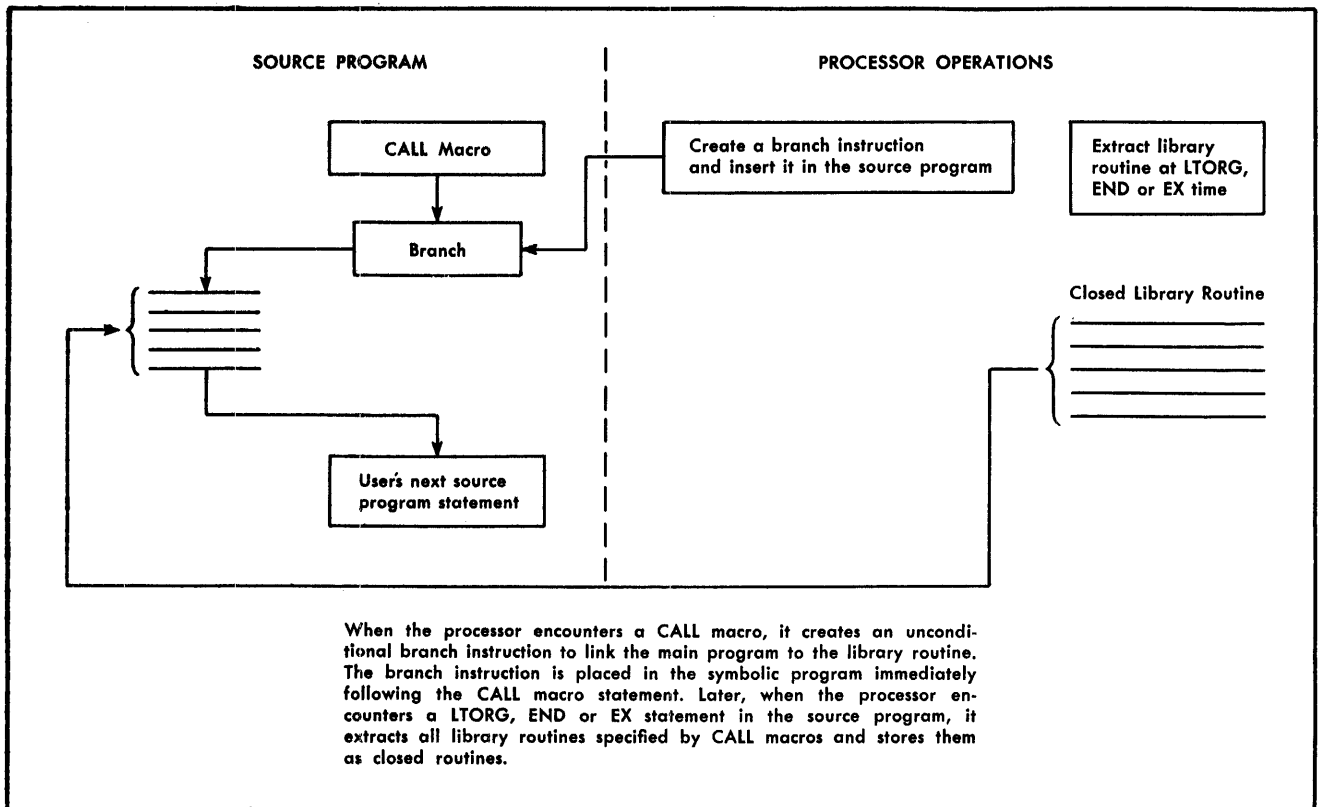 SOURCE PROGRAM
PROCESSOR OPERATIONS
CALL Macro
Create a branch instruction
and insert it in the source program
Extract library
routine at LTORG,
END or EX time
Branch
Closed Library Routine
User's next source
program statement
When the processor encounters a CALL macro, it creates an uncondi-
tional branch instruction to link the main program to the library routine.
The branch instruction is placed in the symbolic program immediately
following the CALL macro statement. Later, when the processor en-
counters a LTORG, END or EX statement in the source program, it
extracts all library routines specified by CALL macros and stores them
as closed routines.